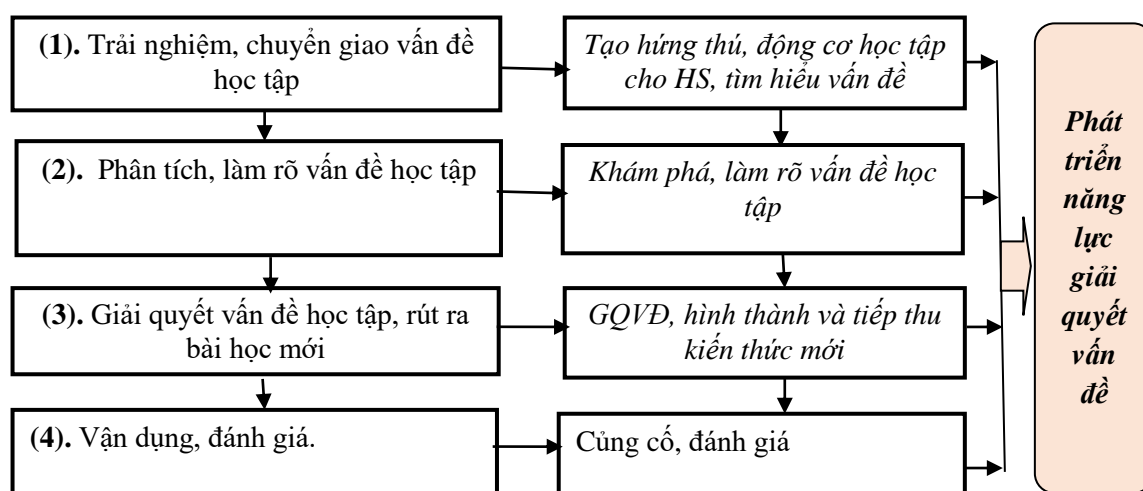 (1). Trải nghiệm, chuyển giao vấn đề
học tập
Tạo hứng thú, động cơ học tập
cho HS, tìm hiểu vấn đề
(2). Phân tích, làm rõ vấn đề học tập
Khám phá, làm rõ vấn đề học
tập
(3). Giải quyết vấn đề học tập, rút ra
bài học mới
GQVĐ, hình thành và tiếp thu
kiến thức mới
(4). Vận dụng, đánh giá.
Củng cố, đánh giá
Phát
triển
năng
lực
giải
quyết
vấn
đề